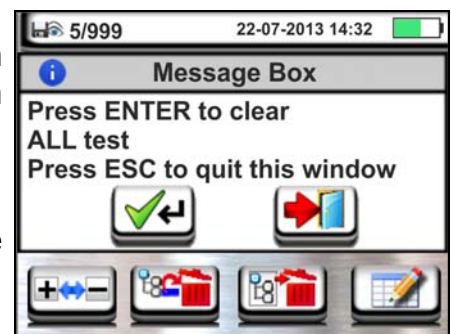 5/999 22-07-2013 14:32
Message Box
Press ENTER to clear
ALL test
Press ESC to quit this window